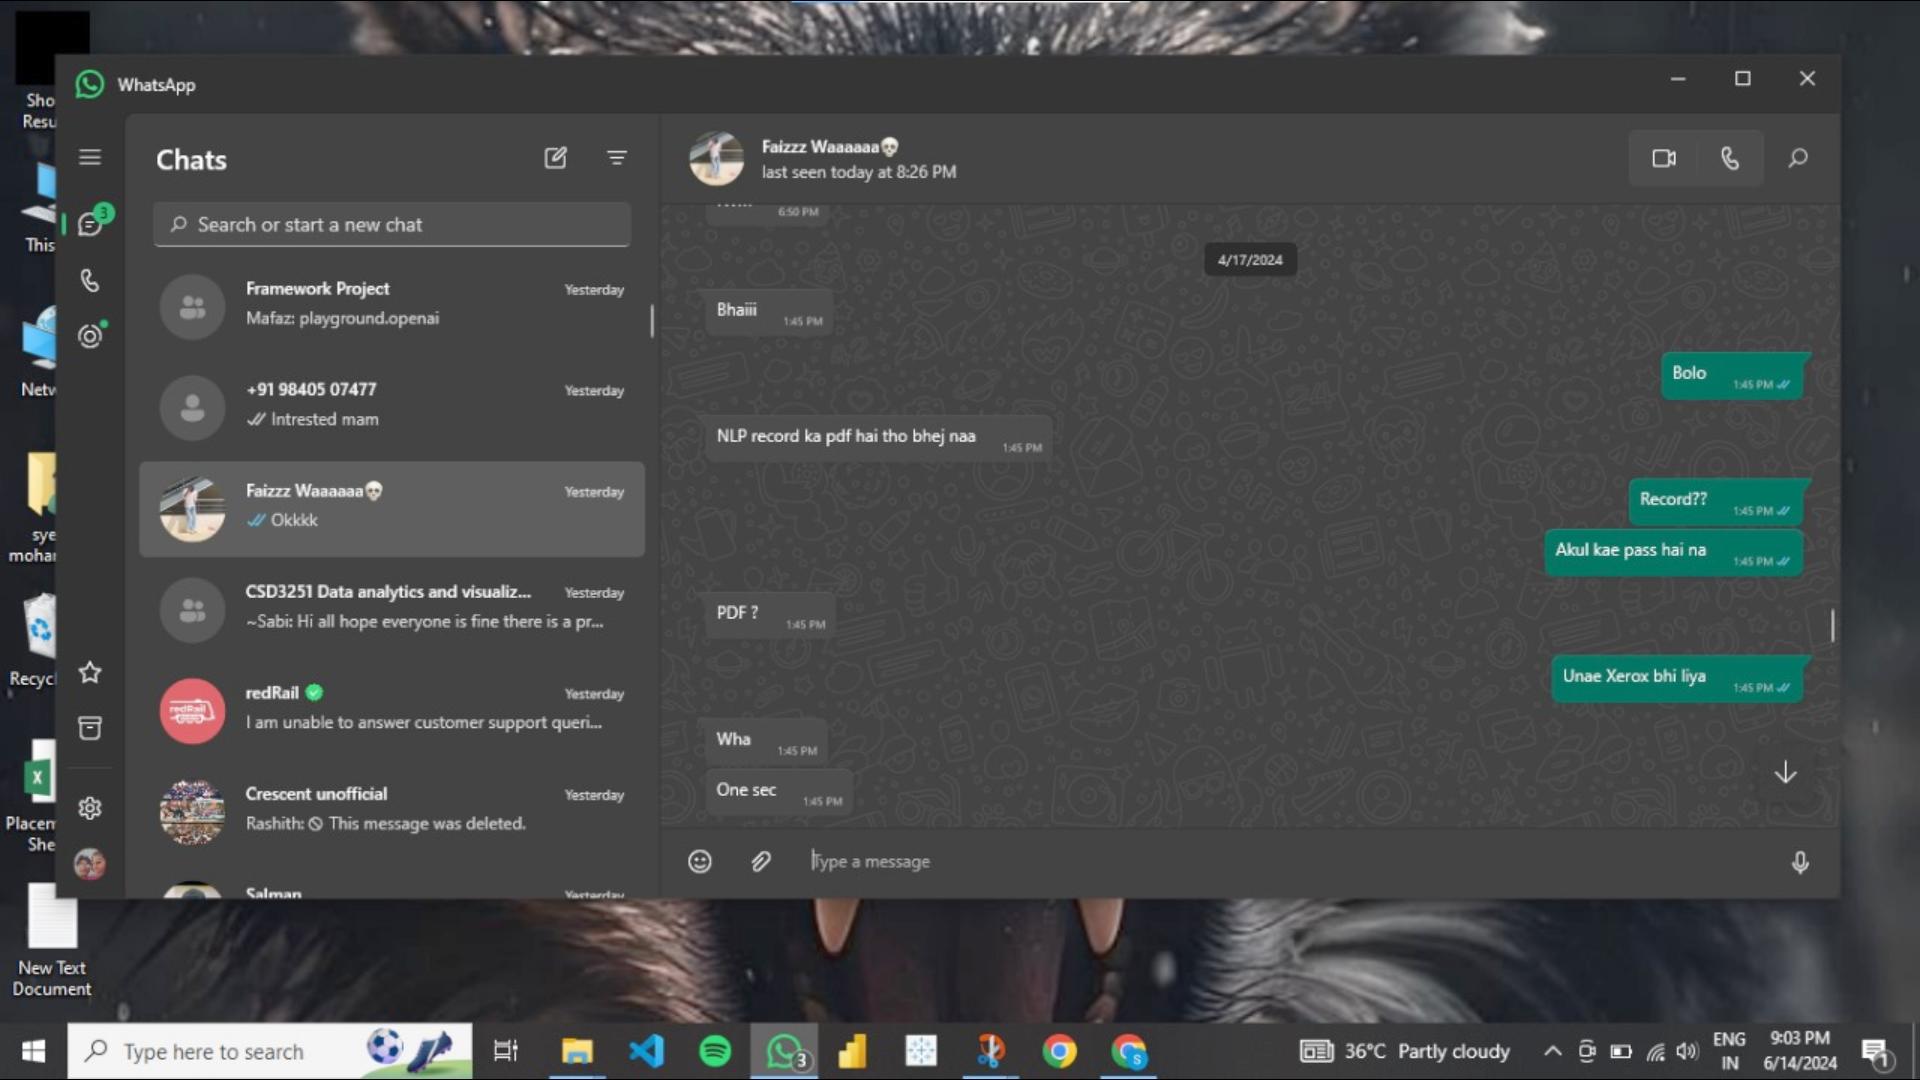 Sho
Resu
This
Netw
sye
mohan
Recycl
Placem
She
New Text
Document
WhatsApp
3
Chats
Search or start a new chat
Framework Project
Yesterday
Mafaz: playground.openai
+91 98405 07477
Yesterday
Intrested mam
Faizzz Waaaaaa💀
Yesterday
Okkkk
CSD3251 Data analytics and visualiz...
Yesterday
~Sabi: Hi all hope everyone is fine there is a pr...
redRail
redRail
Yesterday
I am unable to answer customer support queri...
Crescent unofficial
Yesterday
Rashith: This message was deleted.
Salman
Yesterday
Faizzz Waaaaaa💀
last seen today at 8:26 PM
6:50 PM
4/17/2024
Bhaiii
1:45 PM
Bolo
1:45 PM
NLP record ka pdf hai tho bhej naa
1:45 PM
Record??
1:45 PM
Akul kae pass hai na
1:45 PM
PDF ?
1:45 PM
Unae Xerox bhi liya
1:45 PM
Wha
1:45 PM
One sec
1:45 PM
Type a message
Type here to search
3
S
36°C Partly cloudy
ENG
IN
9:03 PM
6/14/2024
1